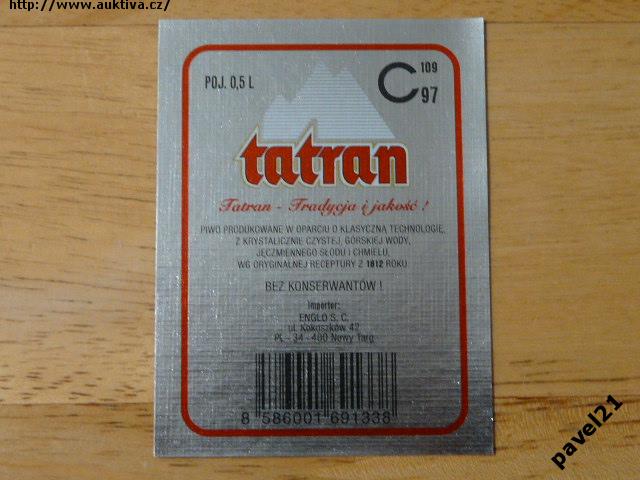 http://www.auktiva.cz/
POJ. 0,5 L
C 109
97
tatran
Tatran - Tradycja i jakość !
PIWO PRODUKOWANE W OPARCIU O KLASYCZNĄ TECHNOLOGIĘ,
Z KRYSTALICZNIE CZYSTEJ, GÓRSKIEJ WODY,
JĘCZMIENNEGO SŁODU I CHMIELU,
WG ORYGINALNEJ RECEPTURY Z 1812 ROKU.
BEZ KONSERWANTÓW !
Importer:
ENGLO S. C.
ul. Kokoszków 42
PL - 34 - 400 Nowy Targ
8 586001 691338
pavel21